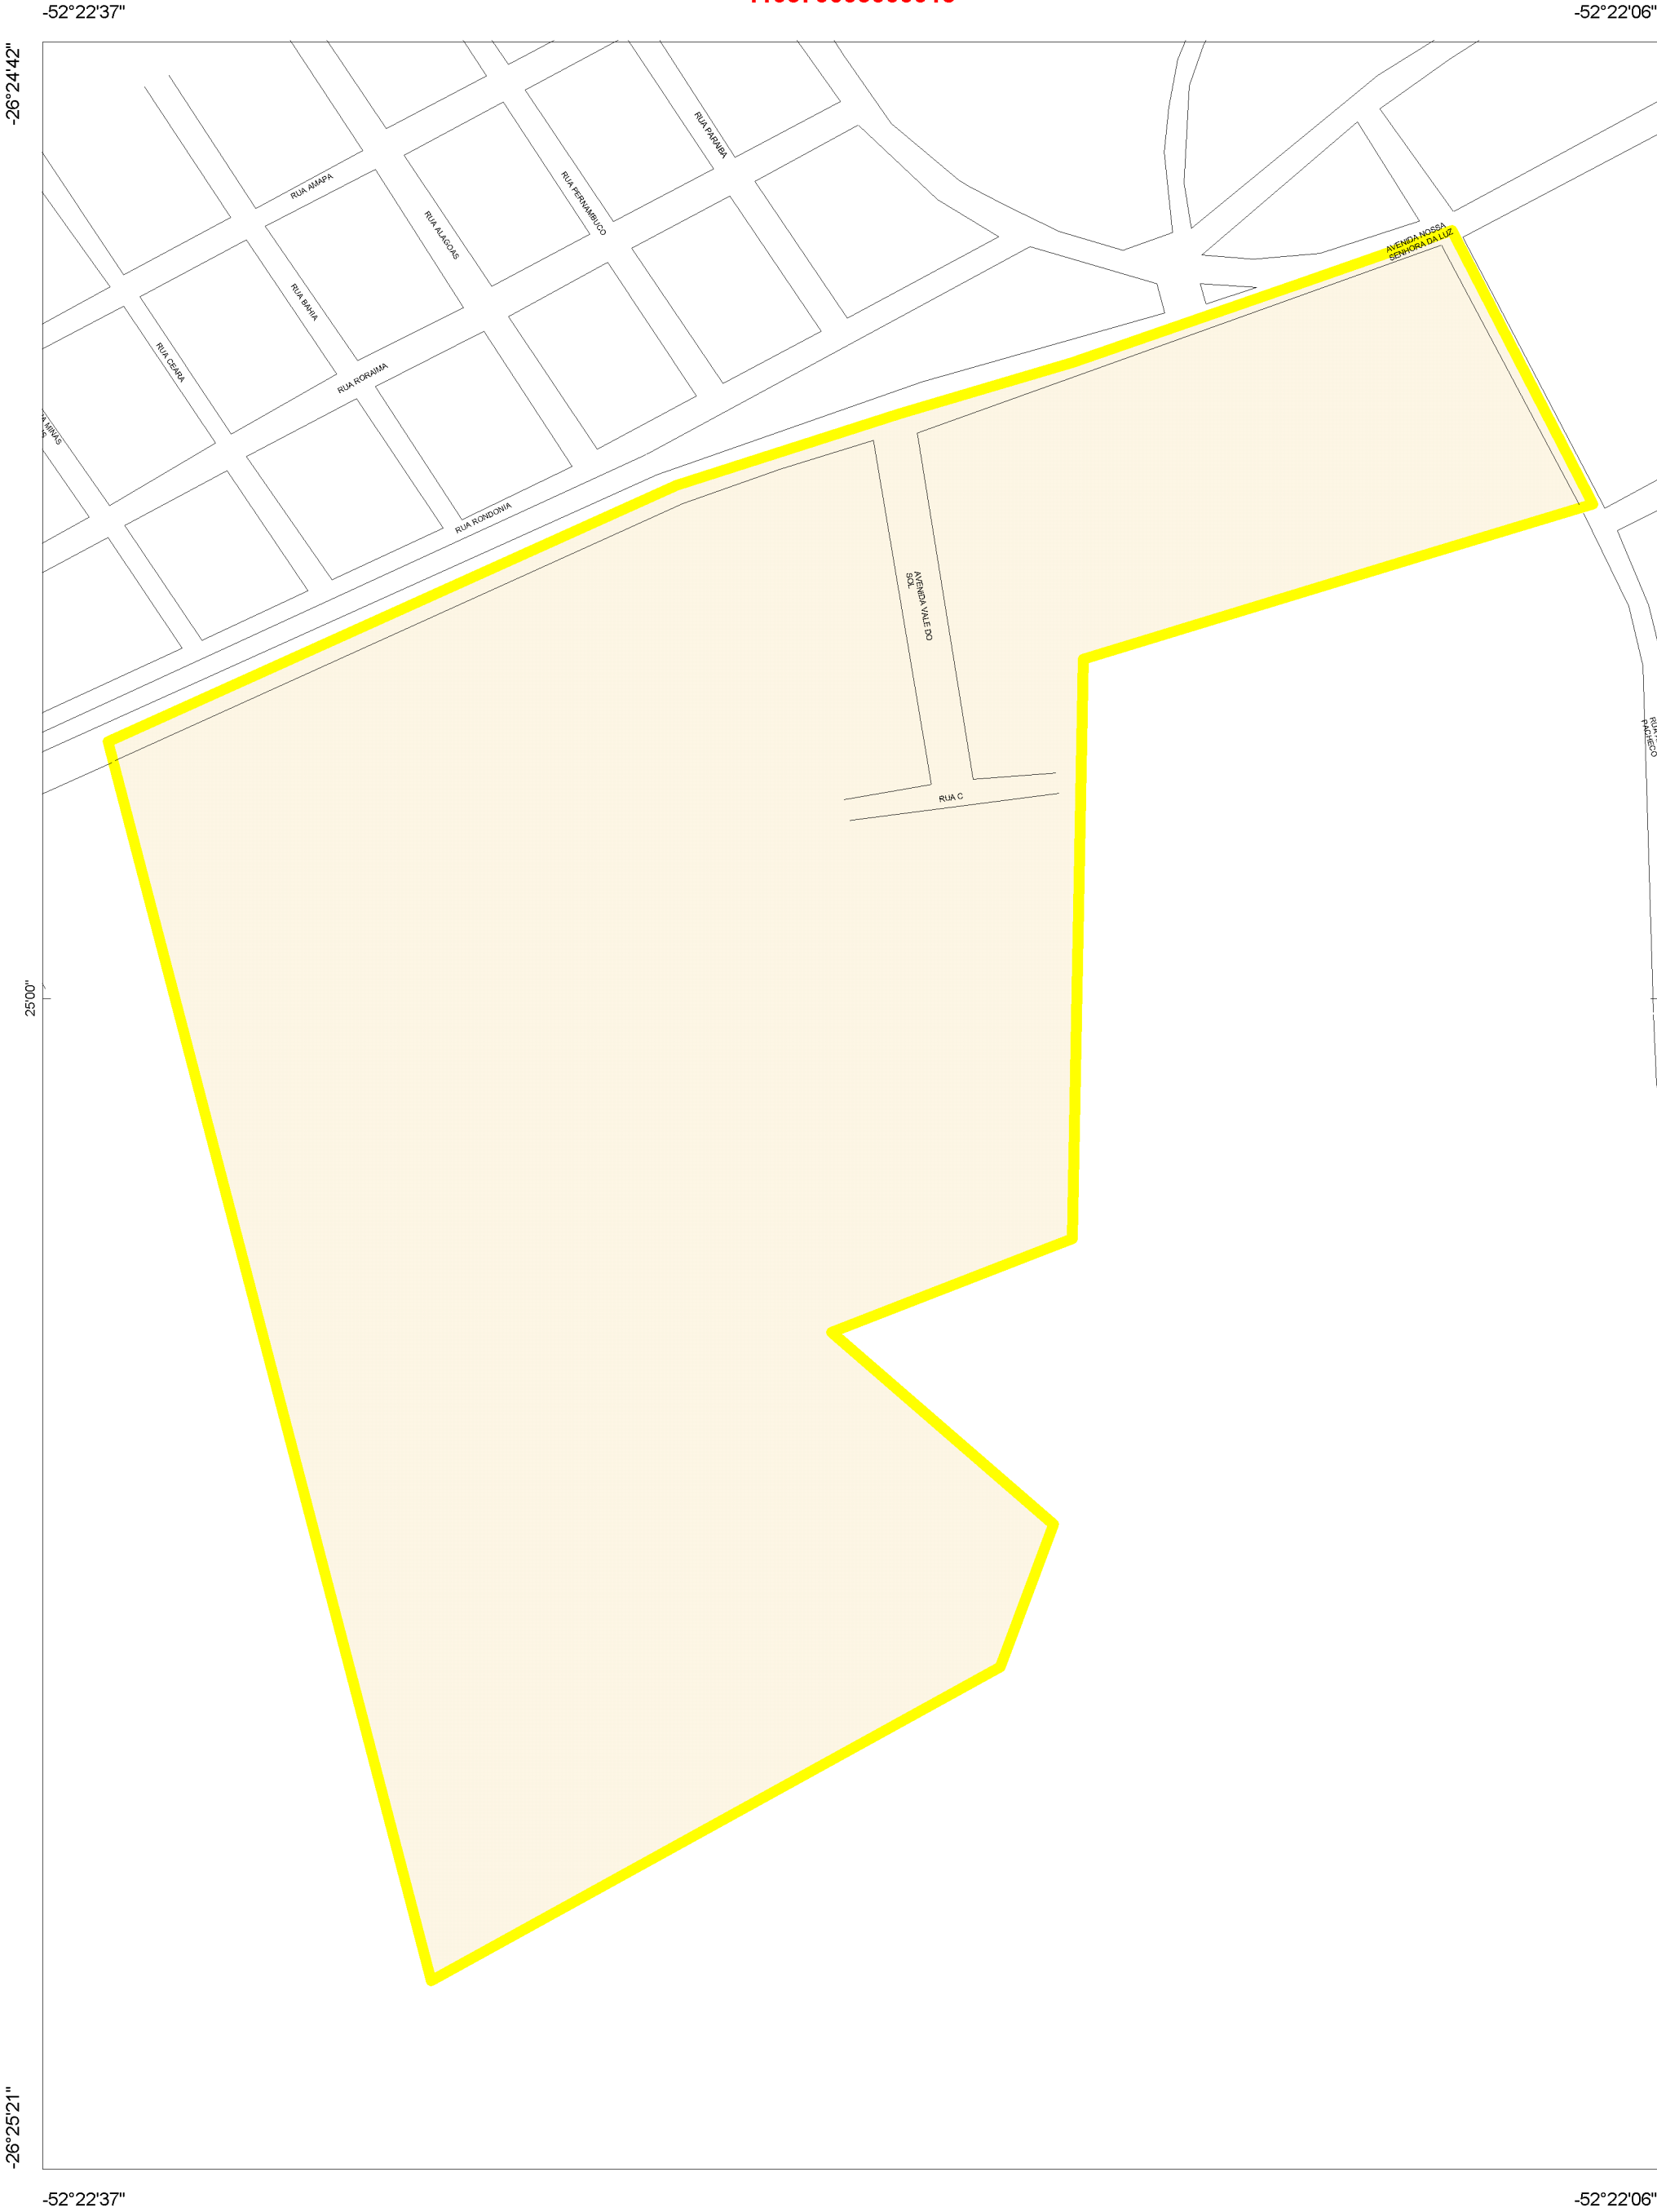 -52°22'37"
-52°22'06"
-26°24'42"
RUA PARAIBA
RUA AMAPA
RUA PERNAMBUCO
RUA ALAGOAS
AVENIDA NOSSA
SENHORA DA LUZ
RUA BAHIA
RUA CEARA
RUA RORAIMA
MINAS
RUA RONDONIA
AVENIDA VALE DO
SOL
PACHECO
RUA C
25'00"
-26°25'21"
-52°22'37"
-52°22'06"